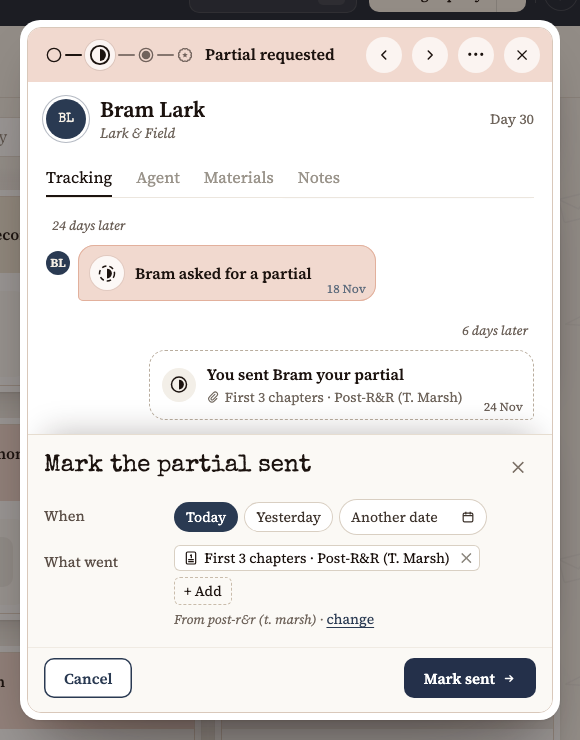 Partial requested
BL
Bram Lark
Lark & Field
Day 30
Tracking Agent Materials Notes
24 days later
BL
Bram asked for a partial
18 Nov
6 days later
You sent Bram your partial
First 3 chapters · Post-R&R (T. Marsh)
24 Nov
Mark the partial sent
When
Today
Yesterday
Another date
What went
First 3 chapters · Post-R&R (T. Marsh)
+ Add
From post-r&r (t. marsh) · change
Cancel
Mark sent →